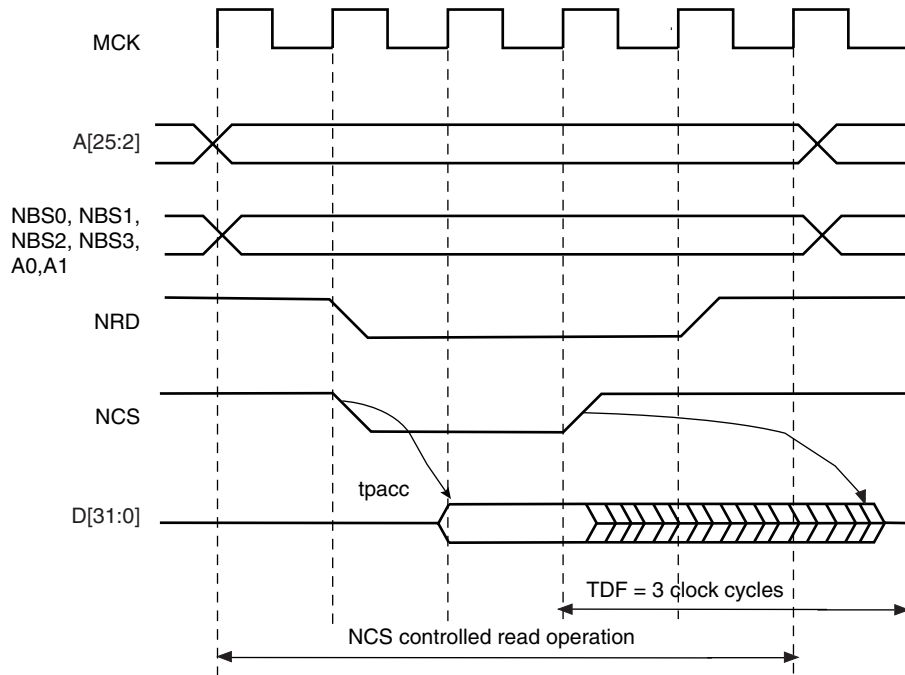 MCK
A[25:2]
NBS0, NBS1,
NBS2, NBS3,
A0,A1
NRD
NCS
tpacc
D[31:0]
TDF = 3 clock cycles
NCS controlled read operation